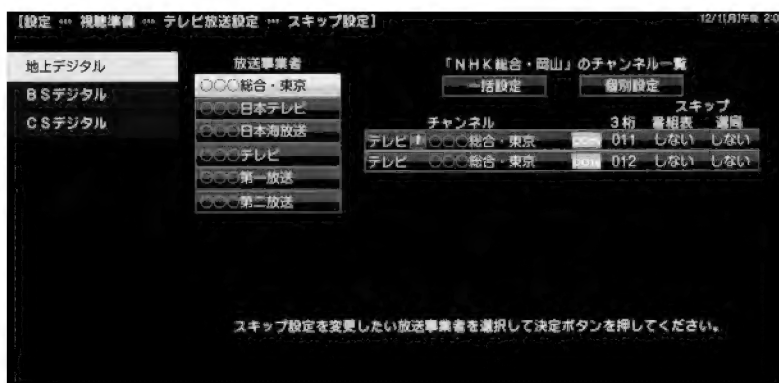 [設定 … 視聴準備 … テレビ放送設定 … スキップ設定]
12/1[月]午後 2:0
地上デジタル
BSデジタル
CSデジタル
放送事業者
○○○総合・東京
○○○日本テレビ
○○○日本海放送
○○○テレビ
○○○第一放送
○○○第二放送
「NHK総合・岡山」のチャンネル一覧
一括設定 個別設定
スキップ
チャンネル 3桁 番組表 選局
テレビ 1 ○○○総合・東京 011 しない しない
テレビ ○○○総合・東京 012 しない しない
スキップ設定を変更したい放送事業者を選択して決定ボタンを押してください。